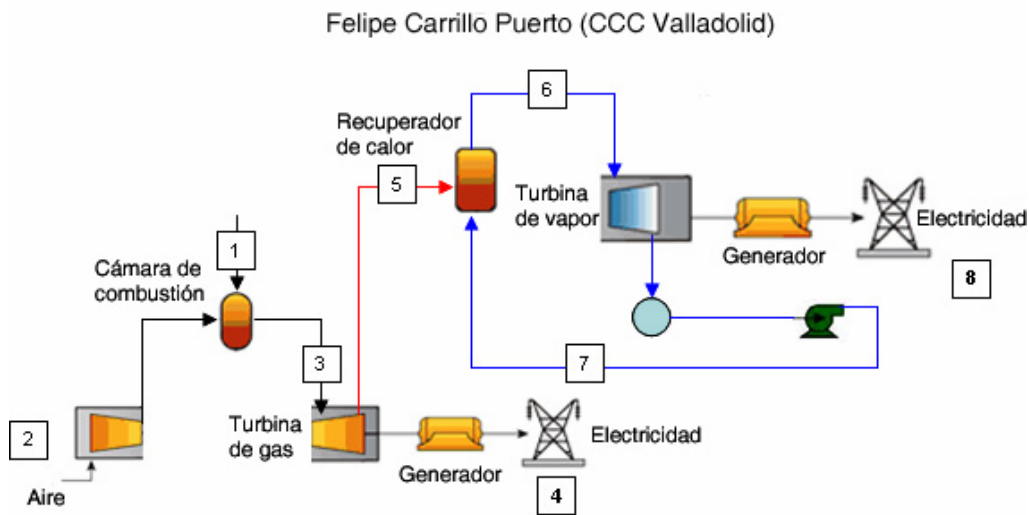 Felipe Carrillo Puerto (CCC Valladolid)
6
Recuperador
de calor
5
Turbina
de vapor
Generador
Electricidad
8
1
Cámara de
combustión
3
7
2
Aire
Turbina
de gas
Generador
Electricidad
4